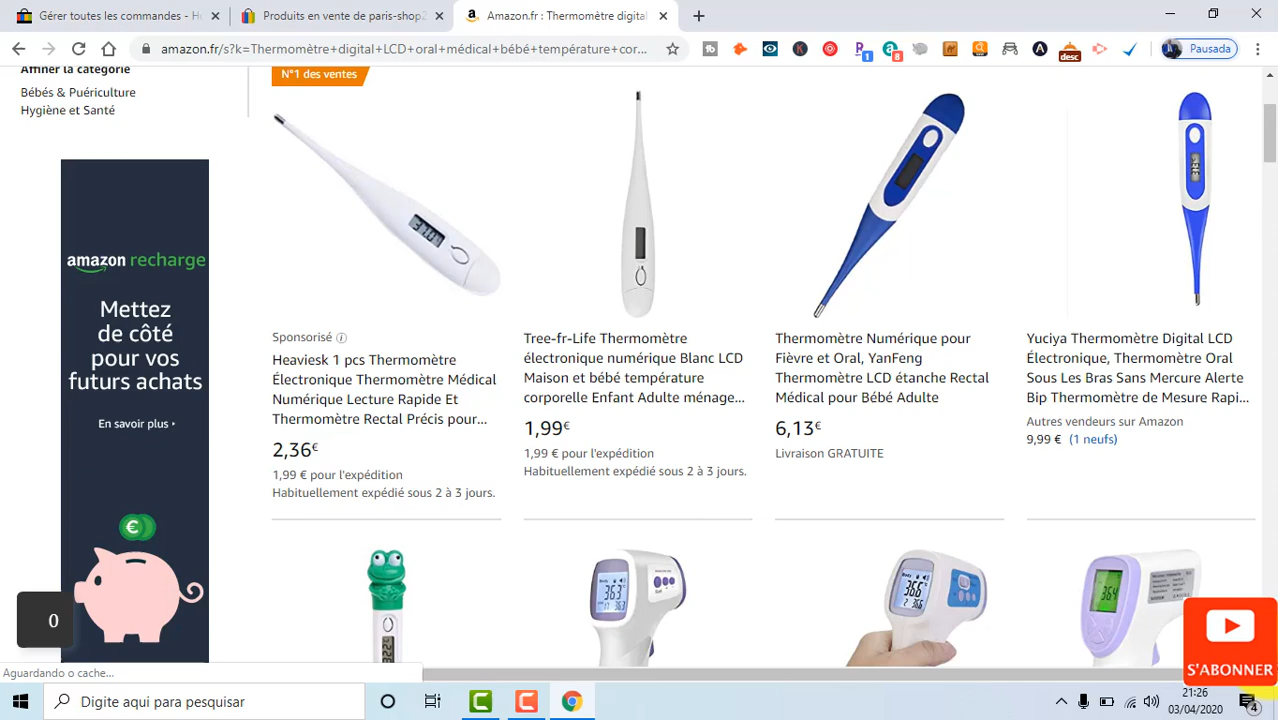 Gérer toutes les commandes - H
Produits en vente de paris-shop2
Amazon.fr : Thermomètre digital
amazon.fr/s?k=Thermomètre+digital+LCD+oral+médical+bébé+température+cor...
1
8
desc
Pausada
Affiner la catégorie
Bébés & Puériculture
Hygiène et Santé
amazon recharge
Mettez
de côté
pour vos
futurs achats
En savoir plus
0
N°1 des ventes
Sponsorisé
Heaviesk 1 pcs Thermomètre
Électronique Thermomètre Médical
Numérique Lecture Rapide Et
Thermomètre Rectal Précis pour...
2,36€
1,99 € pour l'expédition
Habituellement expédié sous 2 à 3 jours.
Tree-fr-Life Thermomètre
électronique numérique Blanc LCD
Maison et bébé température
corporelle Enfant Adulte ménage...
1,99€
1,99 € pour l'expédition
Habituellement expédié sous 2 à 3 jours.
Thermomètre Numérique pour
Fièvre et Oral, YanFeng
Thermomètre LCD étanche Rectal
Médical pour Bébé Adulte
6,13€
Livraison GRATUITE
Yuciya Thermomètre Digital LCD
Électronique, Thermomètre Oral
Sous Les Bras Sans Mercure Alerte
Bip Thermomètre de Mesure Rapi...
Autres vendeurs sur Amazon
9,99 € (1 neufs)
S'ABONNER
Aguardando o cache...
Digite aqui para pesquisar
21:26
03/04/2020
4